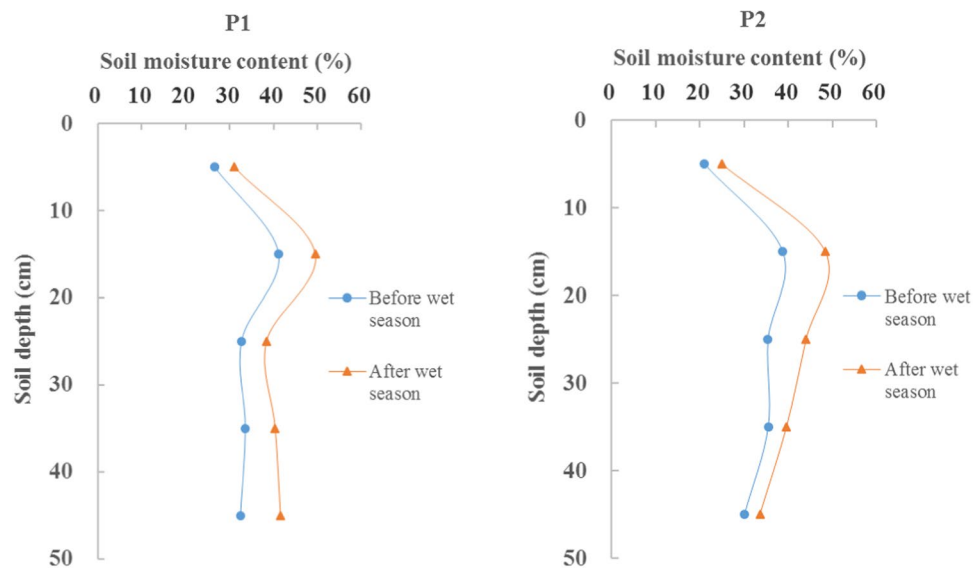 P1
Soil moisture content (%)
0 10 20 30 40 50 60
0
10
20
30
40
50
Soil depth (cm)
Before wet
season
After wet
season
P2
Soil moisture content (%)
0 10 20 30 40 50 60
0
10
20
30
40
50
Soil depth (cm)
Before wet
season
After wet
season